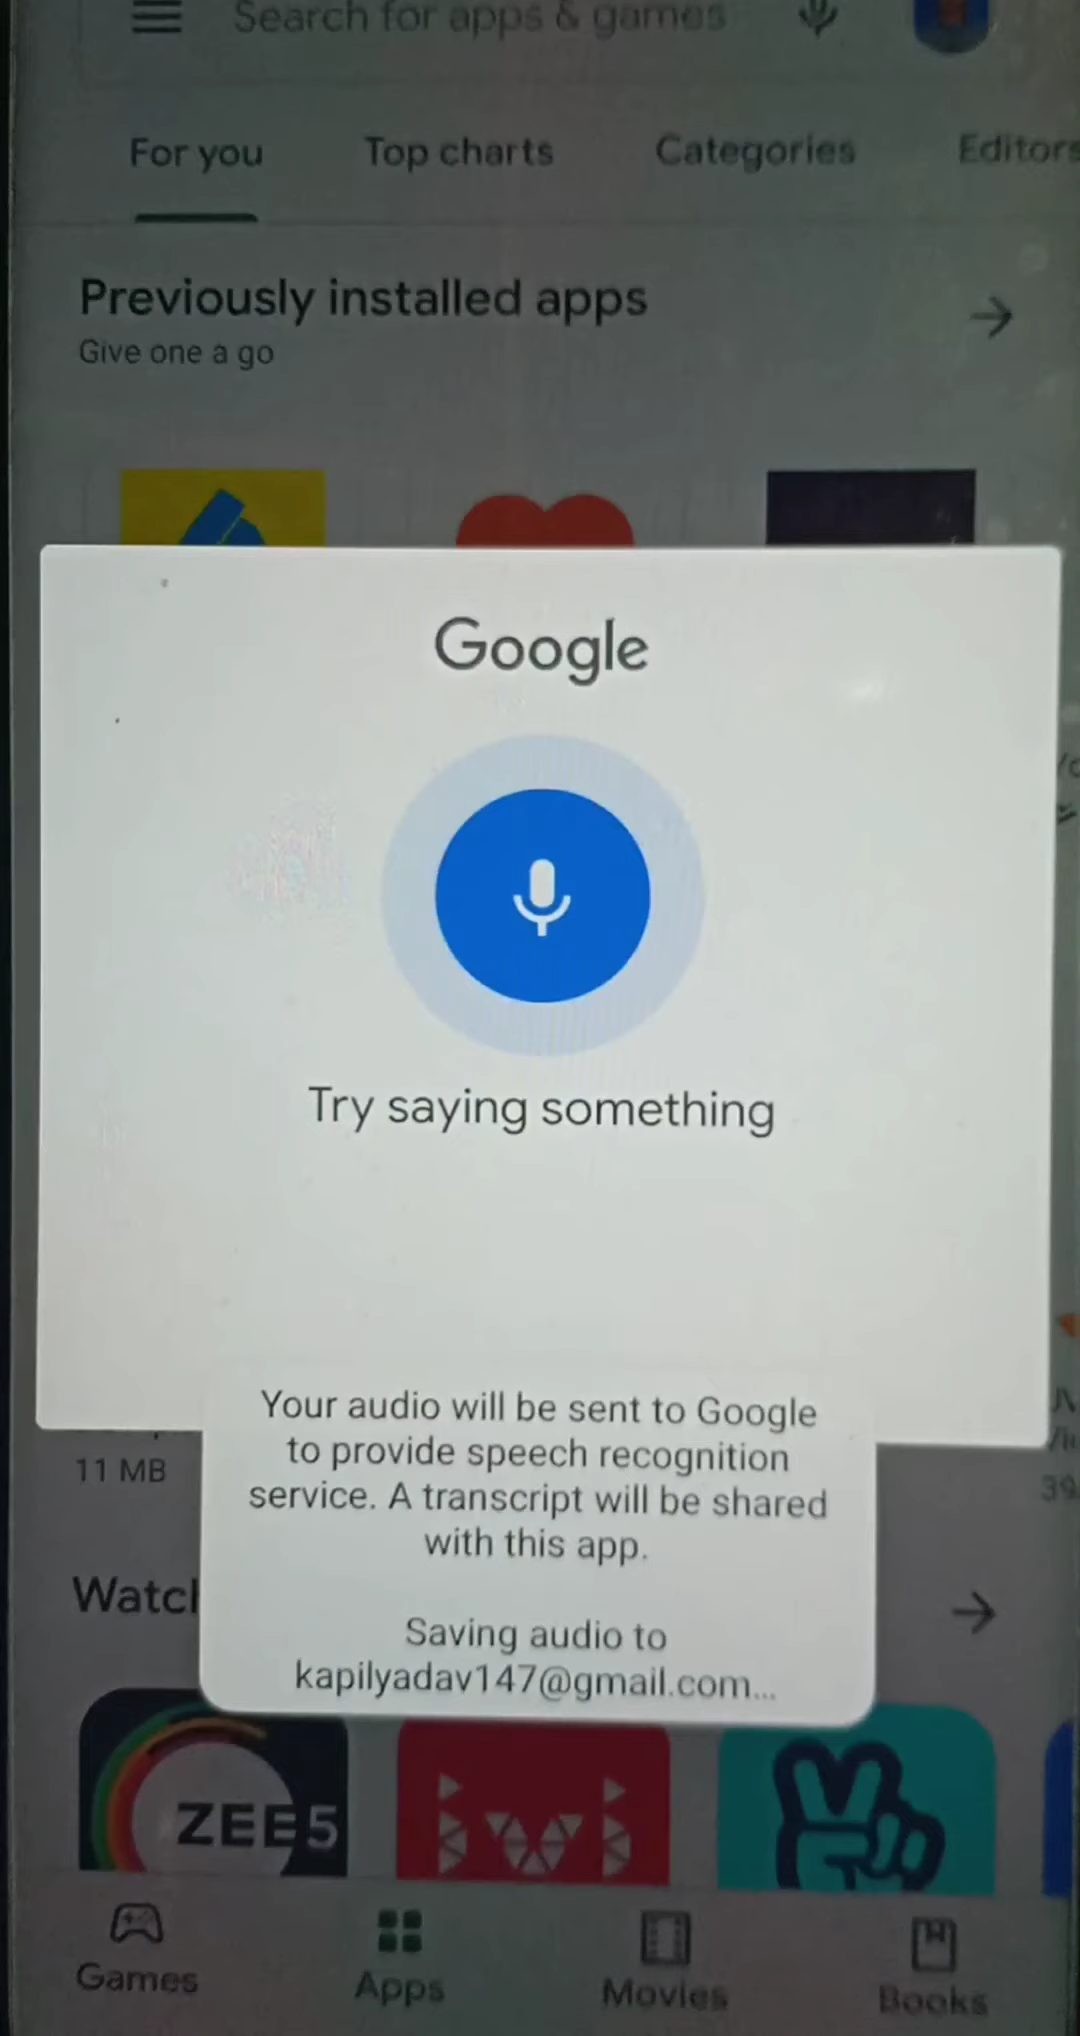 Search for apps & games
For you
Top charts
Categories
Editors
Previously installed apps
Give one a go
Google
Try saying something
Your audio will be sent to Google
to provide speech recognition
service. A transcript will be shared
with this app.
Saving audio to
kapilyadav147@gmail.com...
11 MB
39
Watch
ZEE5
Games
Apps
Movies
Books